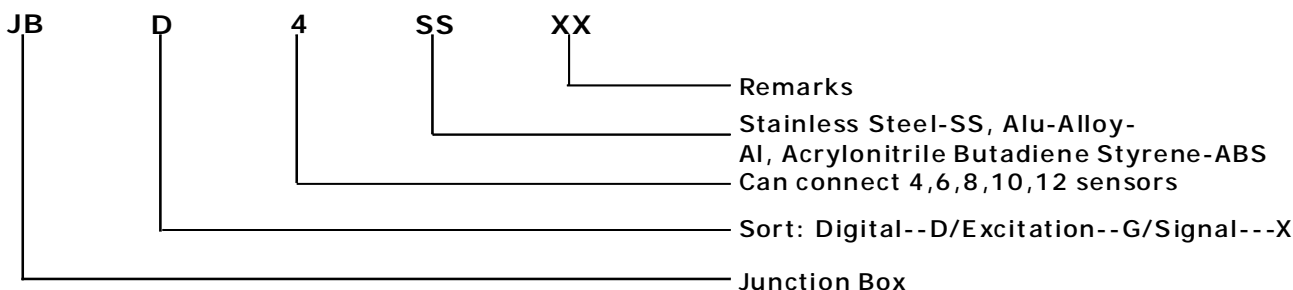 JB D 4 SS XX
Remarks
Stainless Steel-SS, Alu-Alloy-
Al, Acrylonitrile Butadiene Styrene-ABS
Can connect 4,6,8,10,12 sensors
Sort: Digital--D/Excitation--G/Signal---X
Junction Box